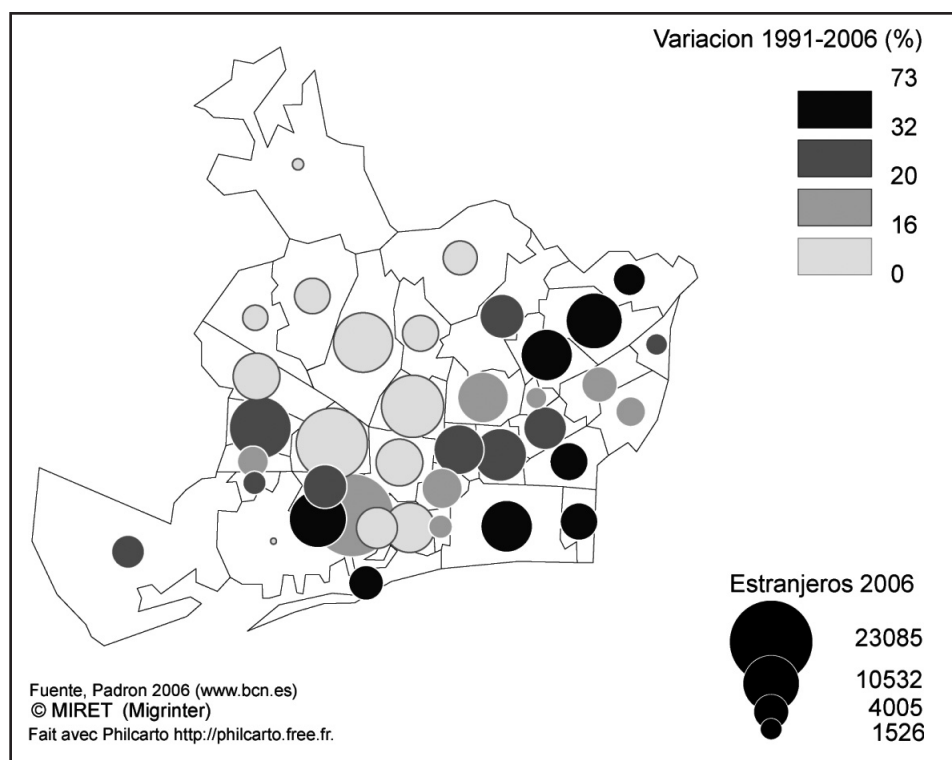 Variacion 1991-2006 (%)
73
32
20
16
0
Estranjeros 2006
23085
10532
4005
1526
Fuente, Padron 2006 (www.bcn.es)
© MIRET (Migrinter)
Fait avec Philcarto http://philcarto.free.fr.